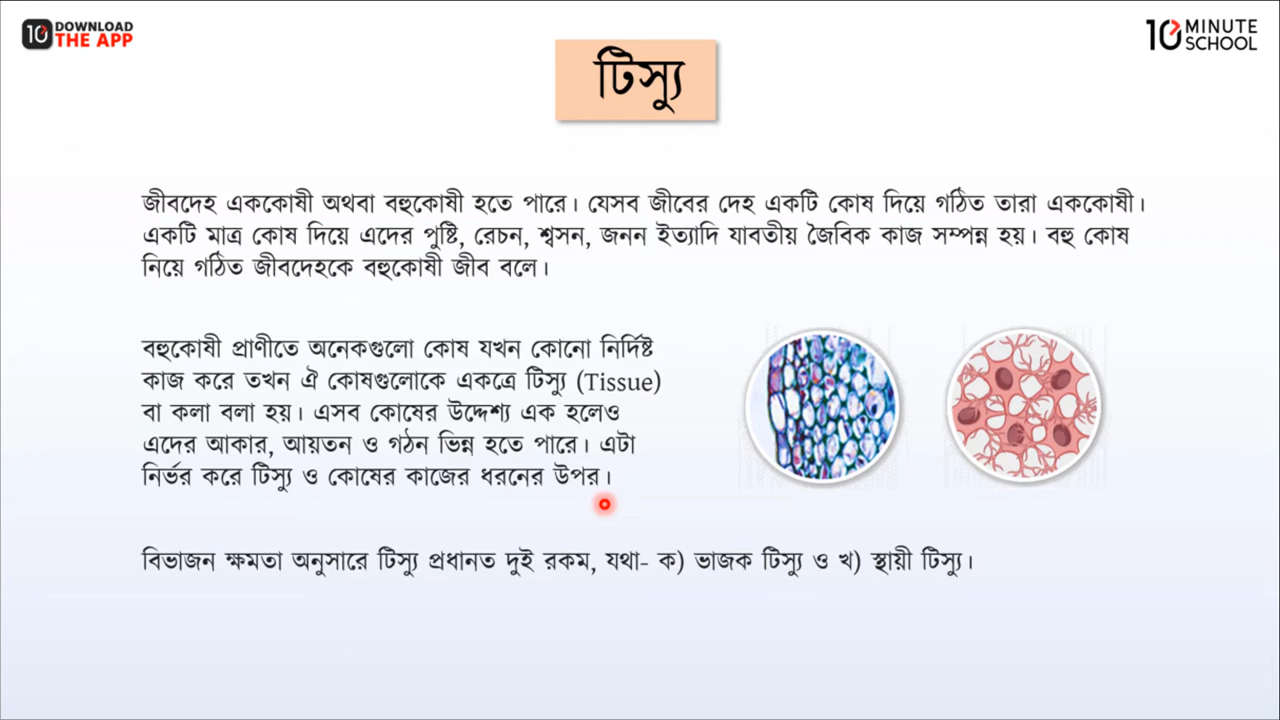 10 DOWNLOAD
THE APP
10 MINUTE
SCHOOL
টিস্যু
জীবদেহ এককোষী অথবা বহুকোষী হতে পারে। যেসব জীবের দেহ একটি কোষ দিয়ে গঠিত তারা এককোষী।
একটি মাত্র কোষ দিয়ে এদের পুষ্টি, রেচন, শ্বসন, জনন ইত্যাদি যাবতীয় জৈবিক কাজ সম্পন্ন হয়। বহু কোষ
নিয়ে গঠিত জীবদেহকে বহুকোষী জীব বলে।
বহুকোষী প্রাণীতে অনেকগুলো কোষ যখন কোনো নির্দিষ্ট
কাজ করে তখন ঐ কোষগুলোকে একত্রে টিস্যু (Tissue)
বা কলা বলা হয়। এসব কোষের উদ্দেশ্য এক হলেও
এদের আকার, আয়তন ও গঠন ভিন্ন হতে পারে। এটা
নির্ভর করে টিস্যু ও কোষের কাজের ধরনের উপর।
বিভাজন ক্ষমতা অনুসারে টিস্যু প্রধানত দুই রকম, যথা- ক) ভাজক টিস্যু ও খ) স্থায়ী টিস্যু।